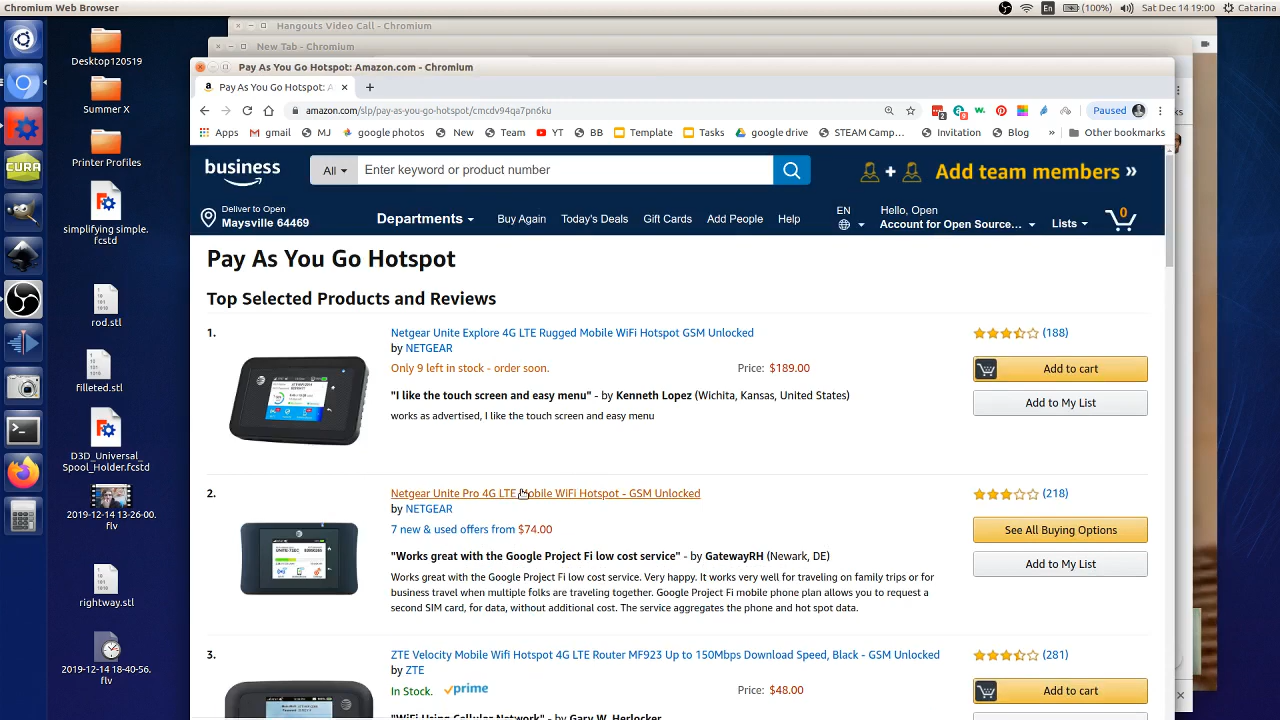 Chromium Web Browser
En
(100%)
Sat Dec 14 19:00
Catarina
Hangouts Video Call - Chromium
New Tab - Chromium
Pay As You Go Hotspot: Amazon.com - Chromium
Pay As You Go Hotspot: A
amazon.com/slp/pay-as-you-go-hotspot/cmcdv94qa7pn6ku
Paused
Apps
gmail
MJ
google photos
New
Team
YT
BB
Template
Tasks
google dri
STEAM Camp...
Invitation
Blog
»
Other bookmarks
business
All
Enter keyword or product number
+
Add team members »
Deliver to Open
Maysville 64469
Departments
Buy Again
Today's Deals
Gift Cards
Add People
Help
EN
Hello, Open
Account for Open Source...
Lists
0
Pay As You Go Hotspot
Top Selected Products and Reviews
1.
Netgear Unite Explore 4G LTE Rugged Mobile WiFi Hotspot GSM Unlocked
by NETGEAR
Only 9 left in stock - order soon.
Price: $189.00
"I like the touch screen and easy menu" - by Kenneth Lopez (Wichita, Kansas, United States)
works as advertised, I like the touch screen and easy menu
(188)
Add to cart
Add to My List
2.
Netgear Unite Pro 4G LTE Mobile WiFi Hotspot - GSM Unlocked
by NETGEAR
7 new & used offers from $74.00
"Works great with the Google Project Fi low cost service" - by GatewayRH (Newark, DE)
Works great with the Google Project Fi low cost service. Very happy. It works very well for traveling on family trips or for
business travel when multiple folks are traveling together. Google Project Fi mobile phone plan allows you to request a
second SIM card, for data, without additional cost. The service aggregates the phone and hot spot data.
(218)
See All Buying Options
Add to My List
3.
ZTE Velocity Mobile Wifi Hotspot 4G LTE Router MF923 Up to 150Mbps Download Speed, Black - GSM Unlocked
by ZTE
In Stock.
prime
$48.00
"WiFi Using Cellular Network" - by Gary W. Herlocker
(281)
Add to cart
Desktop120519
Summer X
Printer Profiles
simplifying simple.
fcstd
rod.stl
filleted.stl
D3D_Universal_
Spool_Holder.fcstd
2019-12-14 13-26-00.
flv
rightway.stl
2019-12-14 18-40-56.
flv
CURA